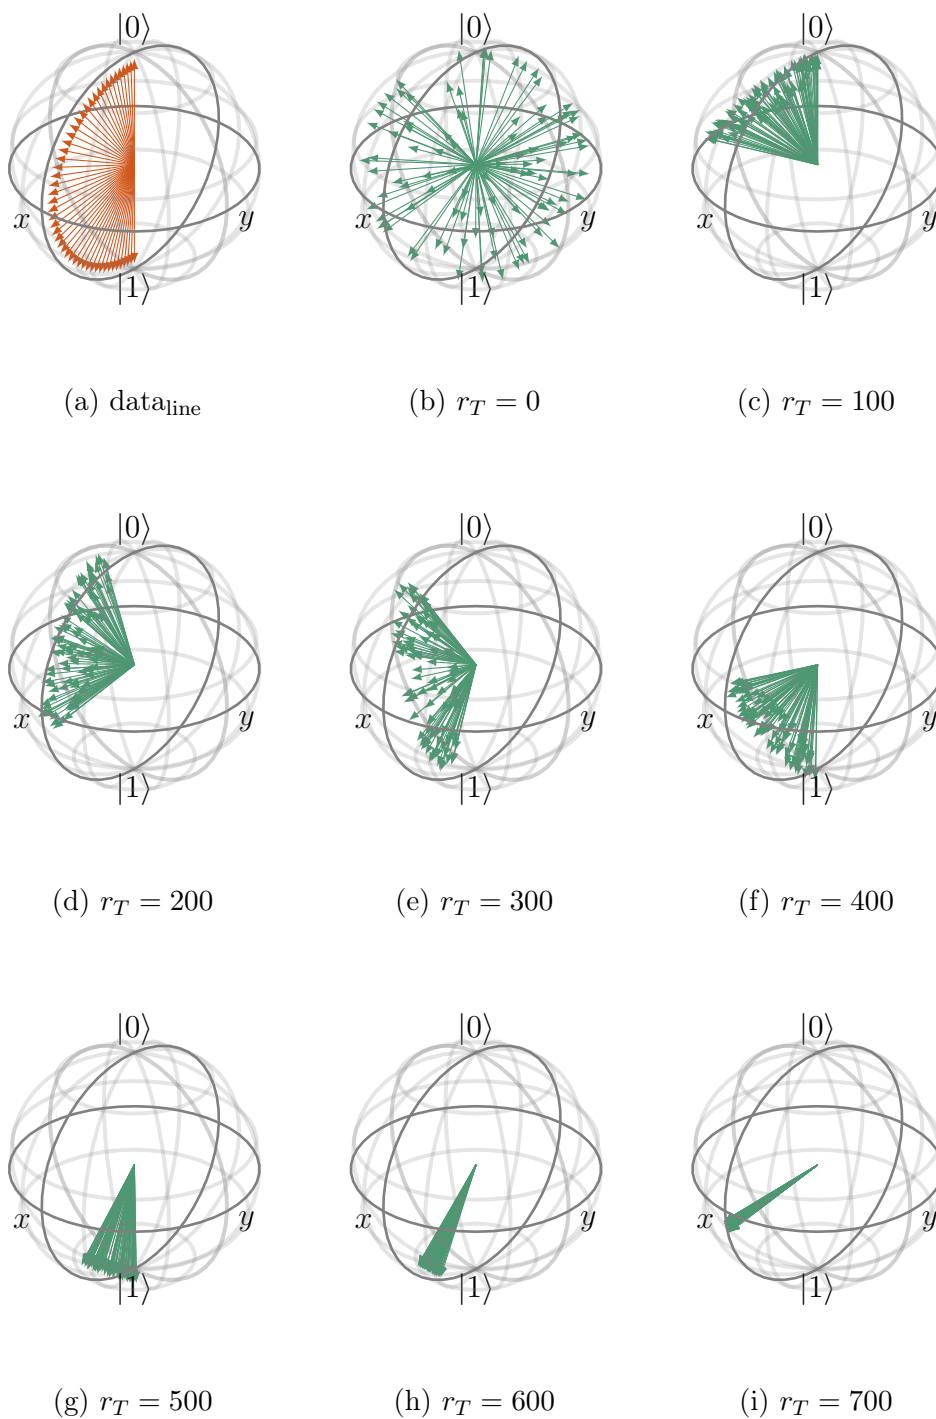 |0⟩ |0⟩ |0⟩
x y x y x y
|1⟩ |1⟩ |1⟩
(a) data_line (b) r_T = 0 (c) r_T = 100
|0⟩ |0⟩ |0⟩
x y x y x y
|1⟩ |1⟩ |1⟩
(d) r_T = 200 (e) r_T = 300 (f) r_T = 400
|0⟩ |0⟩ |0⟩
x y x y x y
|1⟩ |1⟩ |1⟩
(g) r_T = 500 (h) r_T = 600 (i) r_T = 700